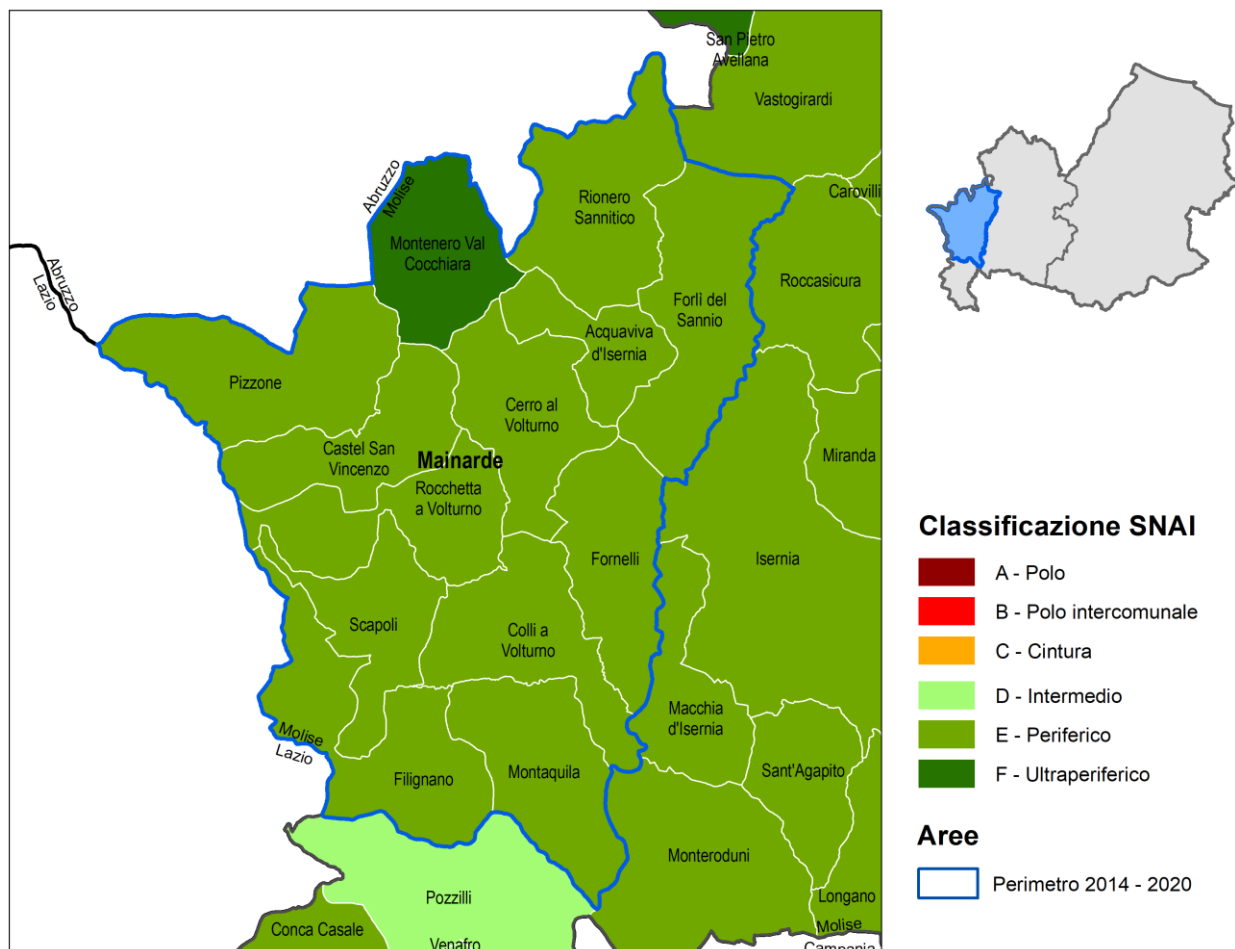 San Pietro
Avellana
Vastogirardi
Abruzzo
Molise
Carovilli
Rionero
Sannitico
Montenero Val
Cocchiara
Abruzzo
Lazio
Roccasicura
Forlì del
Sannio
Acquaviva
d'Isernia
Pizzone
Cerro al
Volturno
Castel San
Vincenzo
Mainarde
Rocchetta
a Volturno
Miranda
Fornelli
Isernia
Scapoli
Colli a
Volturno
Macchia
d'Isernia
Molise
Lazio
Sant'Agapito
Filignano
Montaquila
Monteroduni
Pozzilli
Longano
Molise
Campania
Conca Casale
Venafro
Classificazione SNAI
A - Polo
B - Polo intercomunale
C - Cintura
D - Intermedio
E - Periferico
F - Ultraperiferico
Aree
Perimetro 2014 - 2020